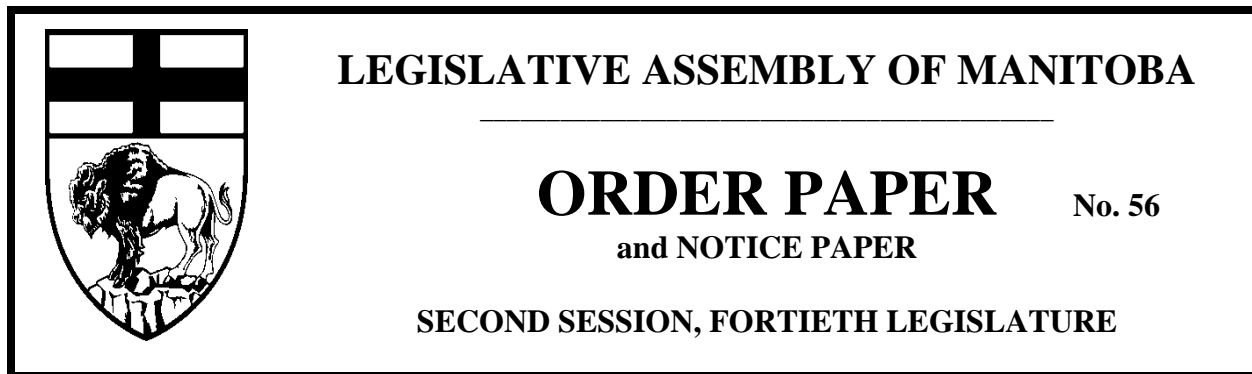 LEGISLATIVE ASSEMBLY OF MANITOBA
ORDER PAPER No. 56
and NOTICE PAPER
SECOND SESSION, FORTIETH LEGISLATURE